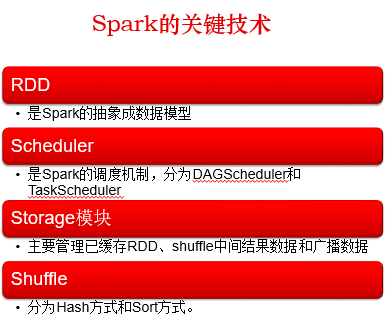 Spark的关键技术
RDD
• 是Spark的抽象成数据模型
Scheduler
• 是Spark的调度机制，分为DAGScheduler和
TaskScheduler
Storage模块
• 主要管理已缓存RDD、shuffle中间结果数据和广播数据
Shuffle
• 分为Hash方式和Sort方式。